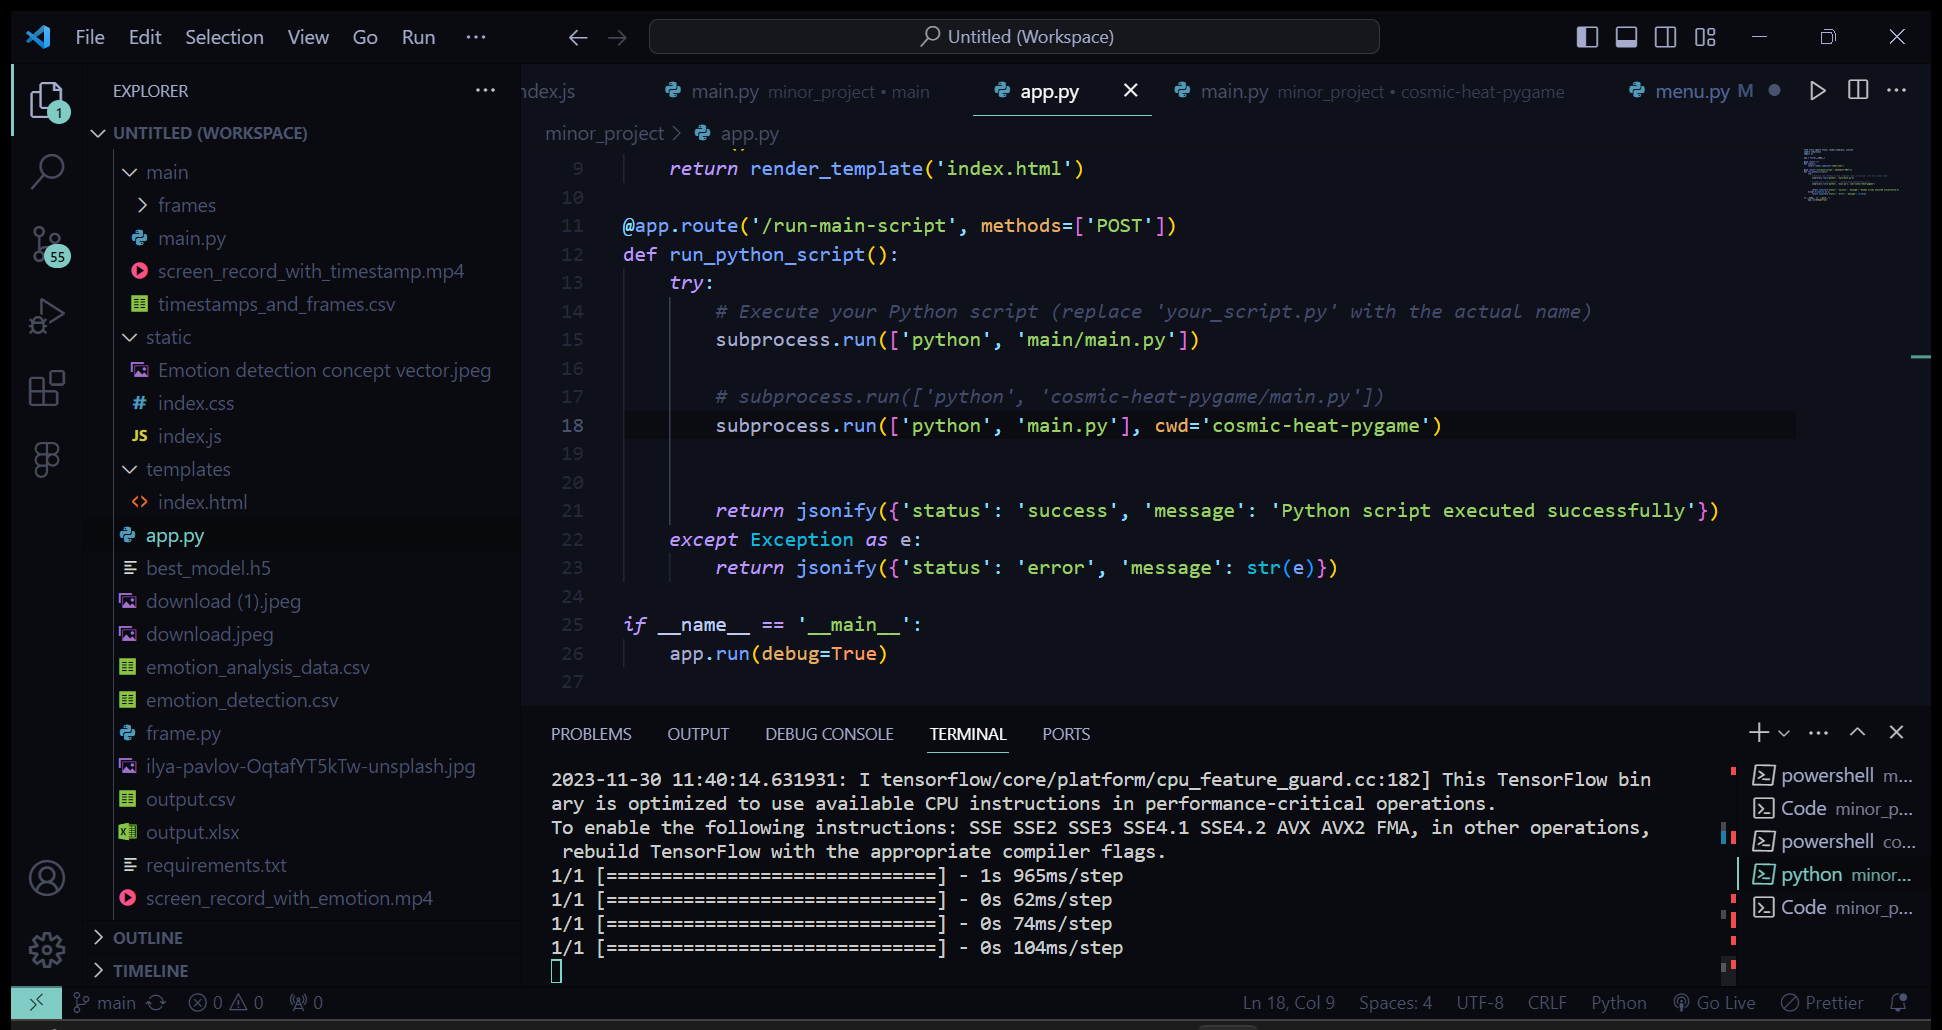 File Edit Selection View Go Run ···
Untitled (Workspace)
EXPLORER
1
UNTITLED (WORKSPACE)
main
frames
main.py
screen_record_with_timestamp.mp4
timestamps_and_frames.csv
static
Emotion detection concept vector.jpeg
# index.css
JS index.js
templates
<> index.html
app.py
best_model.h5
download (1).jpeg
download.jpeg
emotion_analysis_data.csv
emotion_detection.csv
frame.py
ilya-pavlov-OqtafYT5kTw-unsplash.jpg
output.csv
output.xlsx
requirements.txt
screen_record_with_emotion.mp4
OUTLINE
TIMELINE
55
ndex.js main.py minor_project • main app.py main.py minor_project • cosmic-heat-pygame menu.py M
minor_project > app.py
9 return render_template('index.html')
10
11 @app.route('/run-main-script', methods=['POST'])
12 def run_python_script():
13 try:
14 # Execute your Python script (replace 'your_script.py' with the actual name)
15 subprocess.run(['python', 'main/main.py'])
16
17 # subprocess.run(['python', 'cosmic-heat-pygame/main.py'])
18 subprocess.run(['python', 'main.py'], cwd='cosmic-heat-pygame')
19
20
21 return jsonify({'status': 'success', 'message': 'Python script executed successfully'})
22 except Exception as e:
23 return jsonify({'status': 'error', 'message': str(e)})
24
25 if __name__ == '__main__':
26 app.run(debug=True)
27
PROBLEMS OUTPUT DEBUG CONSOLE TERMINAL PORTS
2023-11-30 11:40:14.631931: I tensorflow/core/platform/cpu_feature_guard.cc:182] This TensorFlow bin
ary is optimized to use available CPU instructions in performance-critical operations.
To enable the following instructions: SSE SSE2 SSE3 SSE4.1 SSE4.2 AVX AVX2 FMA, in other operations,
rebuild TensorFlow with the appropriate compiler flags.
1/1 [==============================] - 1s 965ms/step
1/1 [==============================] - 0s 62ms/step
1/1 [==============================] - 0s 74ms/step
1/1 [==============================] - 0s 104ms/step
powershell m...
Code minor_p...
powershell co...
python minor...
Code minor_p...
main 0 0 0
Ln 18, Col 9 Spaces: 4 UTF-8 CRLF Python Go Live Prettier